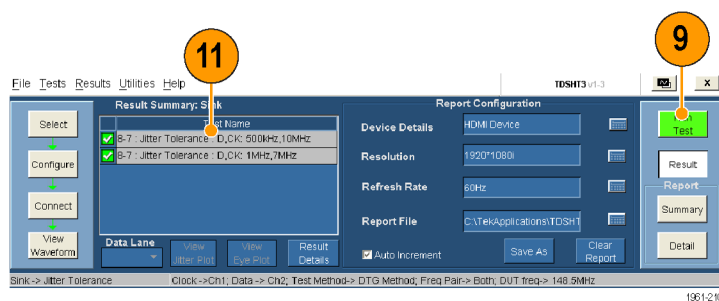 11
9
File Tests Results Utilities Help
TDSHT3 v1-3
x
Result Summary: Sink
Report Configuration
Select
Configure
Connect
View
Waveform
Test Name
8-7 : Jitter Tolerance : D,CK: 500kHz,10MHz
8-7 : Jitter Tolerance : D,CK: 1MHz,7MHz
Data Lane
View
Jitter Plot
View
Eye Plot
Result
Details
Device Details
HDMI Device
Resolution
1920*1080i
Refresh Rate
60Hz
Report File
C:\TekApplications\TDSHT
Auto Increment
Save As
Clear
Report
Test
Result
Report
Summary
Detail
Sink-> Jitter Tolerance
Clock->Ch1; Data-> Ch2; Test Method-> DTG Method; Freq Pair-> Both; DUT freq-> 148.5MHz